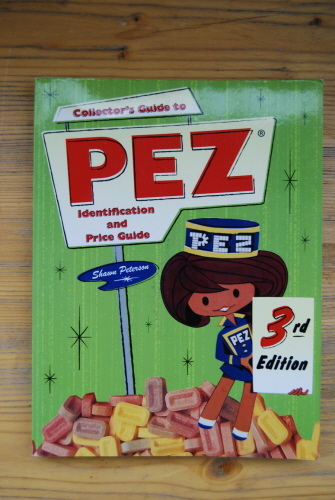 Collector's Guide to
PEZ®
Identification
and
Price Guide
Shawn Peterson
PEZ
PEZ
3rd
Edition